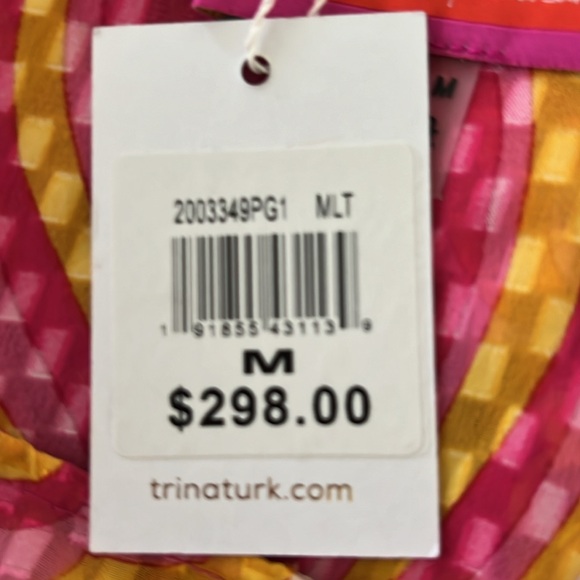 M
2003349PG1 MLT
1 91855 43113 9
M
$298.00
trinaturk.com